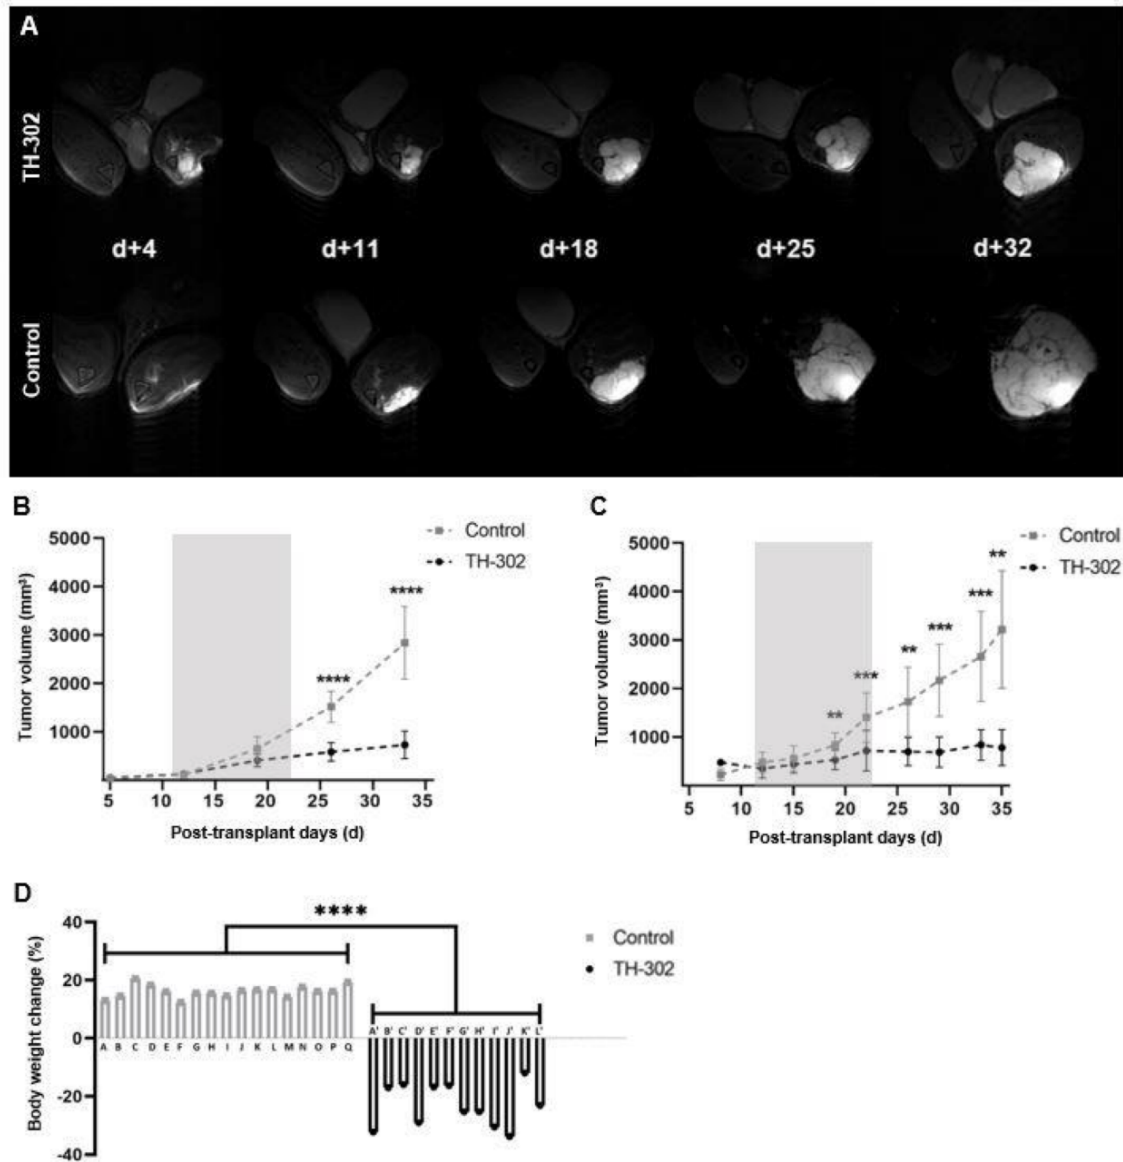 A
TH-302
d+4 d+11 d+18 d+25 d+32
Control
B
Tumor volume (mm³)
5000
4000
3000
2000
1000
Control
TH-302
****
****
5 10 15 20 25 30 35
Post-transplant days (d)
C
Tumor volume (mm³)
5000
4000
3000
2000
1000
Control
TH-302
** *** ** *** *** **
5 10 15 20 25 30 35
Post-transplant days (d)
D
Body weight change (%)
40
20
0
-20
-40
****
Control
TH-302
A B C D E F G H I J K L M N O P Q
A' B' C' D' E' F' G' H' I' J' K' L'